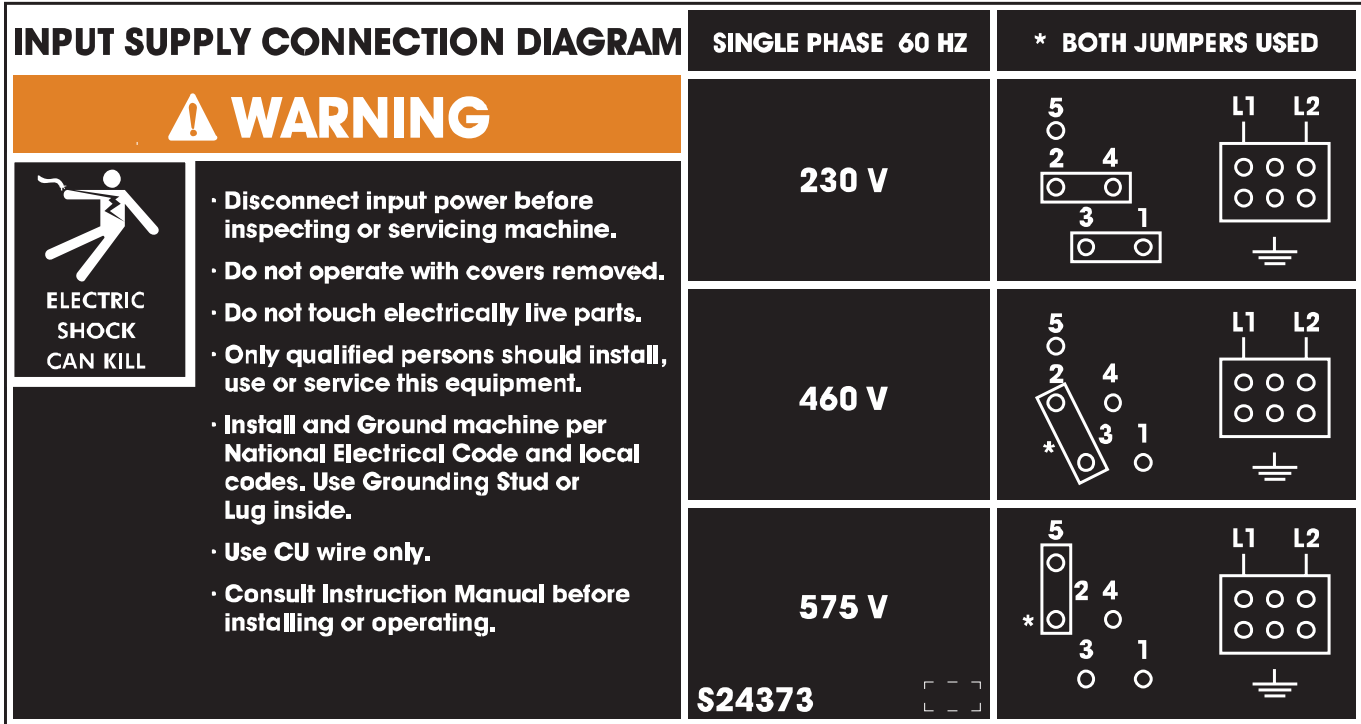 INPUT SUPPLY CONNECTION DIAGRAM
WARNING
ELECTRIC
SHOCK
CAN KILL
· Disconnect input power before
inspecting or servicing machine.
· Do not operate with covers removed.
· Do not touch electrically live parts.
· Only qualified persons should install,
use or service this equipment.
· Install and Ground machine per
National Electrical Code and local
codes. Use Grounding Stud or
Lug inside.
· Use CU wire only.
· Consult Instruction Manual before
installing or operating.
SINGLE PHASE 60 HZ
* BOTH JUMPERS USED
230 V
5
2 4
3 1
L1 L2
460 V
5
2 4
* 3 1
L1 L2
575 V
5
2 4
*
3 1
L1 L2
S24373